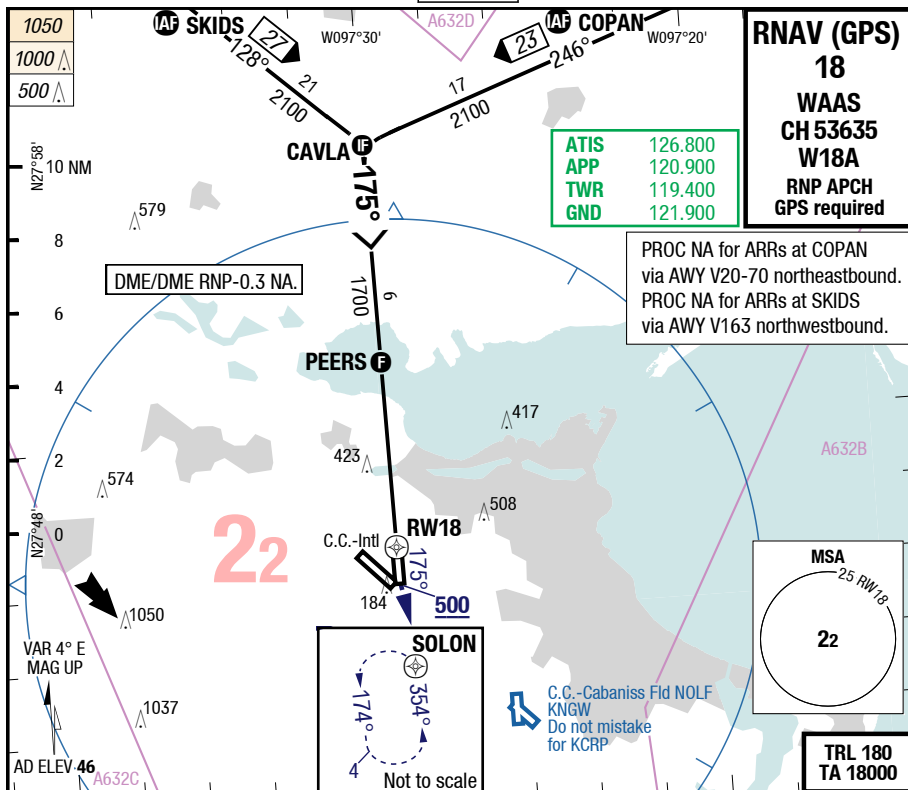 1050
1000
500
IAF SKIDS
27
128°
21
2100
W097°30'
A632D
IAF COPAN
23
246°
17
2100
W097°20'
RNAV (GPS)
18
WAAS
CH 53635
W18A
RNP APCH
GPS required
CAVLA IF
175°
N27°58'
10 NM
8
6
4
2
0
N27°48'
ATIS 126.800
APP 120.900
TWR 119.400
GND 121.900
PROC NA for ARRs at COPAN
via AWY V20-70 northeastbound.
PROC NA for ARRs at SKIDS
via AWY V163 northwestbound.
579
DME/DME RNP-0.3 NA.
6
1700
PEERS F
417
423
574
508
A632B
22
C.C.-Intl
RW18
175°
184
500
1050
VAR 4° E
MAG UP
1037
AD ELEV 46
A632C
SOLON
174°
354°
4
Not to scale
C.C.-Cabaniss Fld NOLF
KNGW
Do not mistake
for KCRP
MSA
25 RW18
22
TRL 180
TA 18000